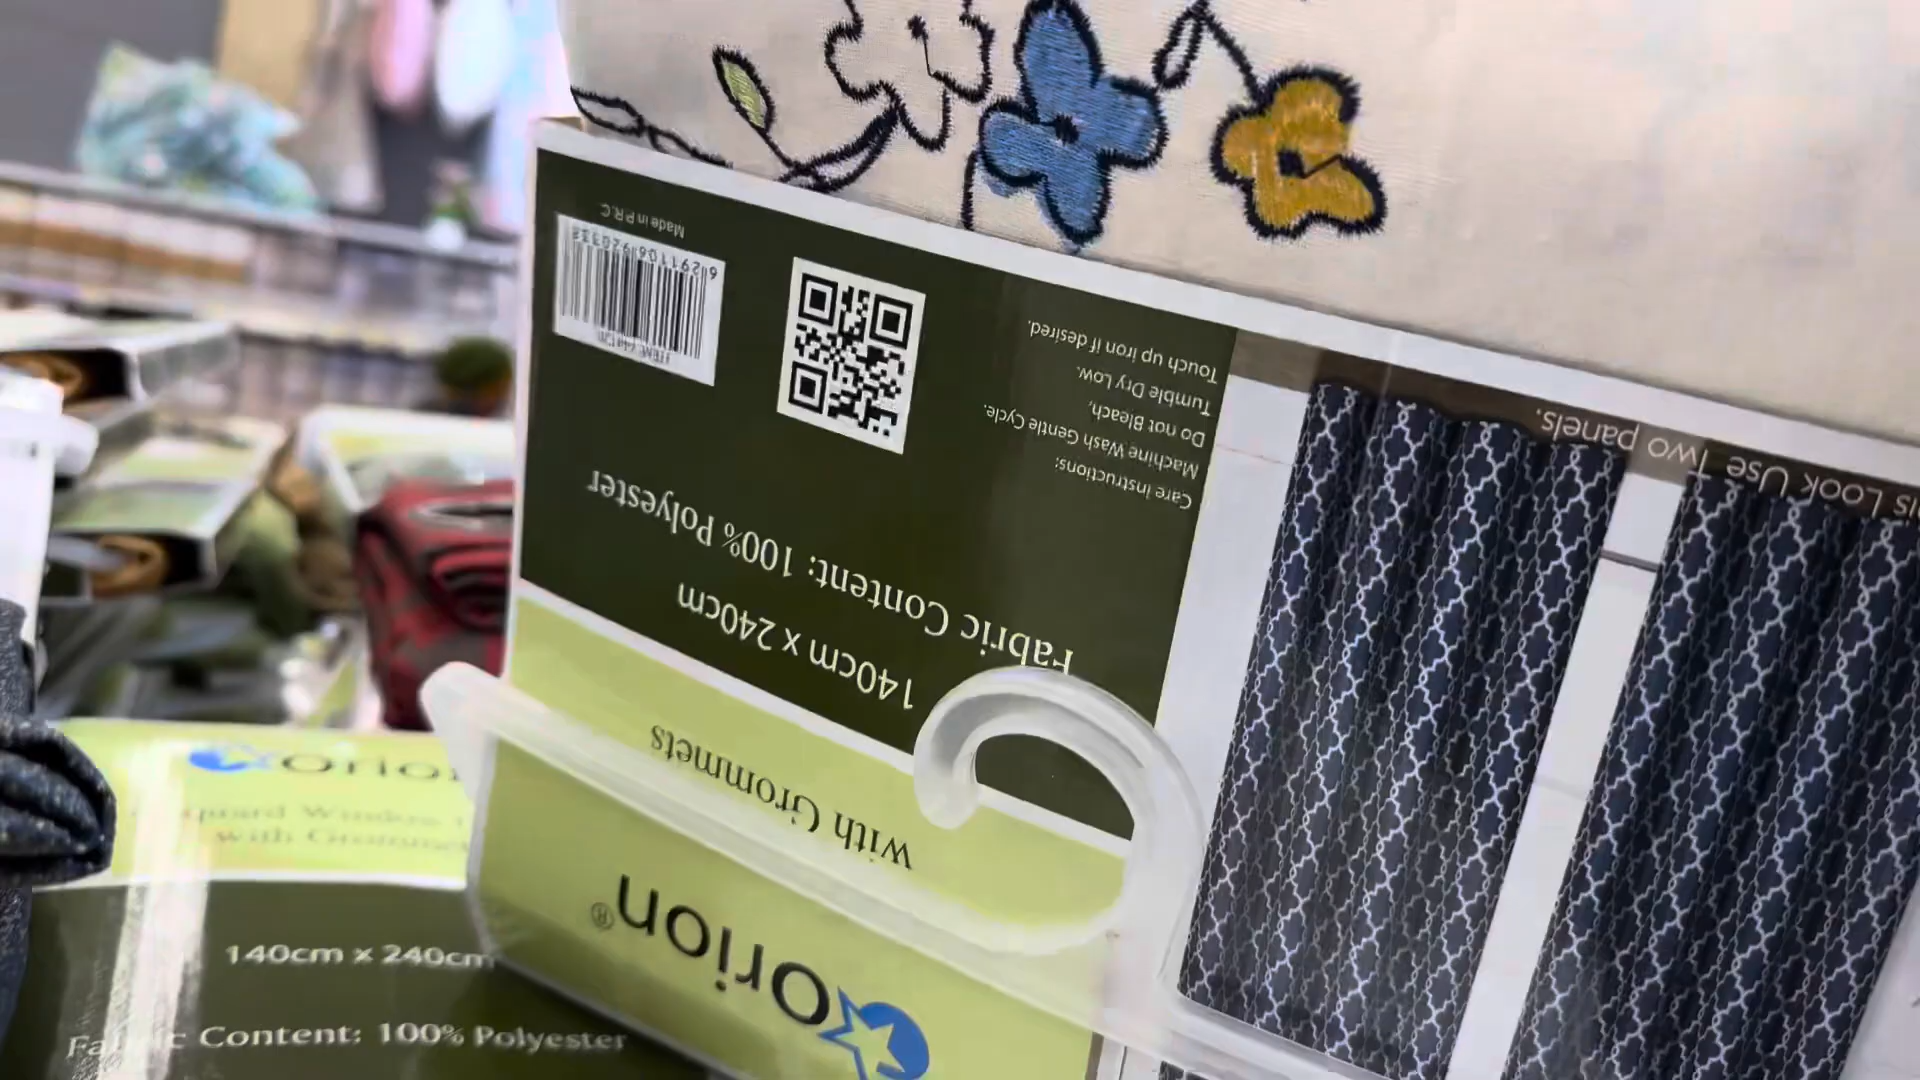 Orion®
with Grommets
140cm x 240cm
Fabric Content: 100% Polyester
Care instructions:
Machine Wash Gentle Cycle.
Do not Bleach,
Tumble Dry Low.
Touch up iron if desired.
Made in P.R.C
Look Use Two panels.
Orion
Window
with
140cm x 240cm
Content: 100% Polyester